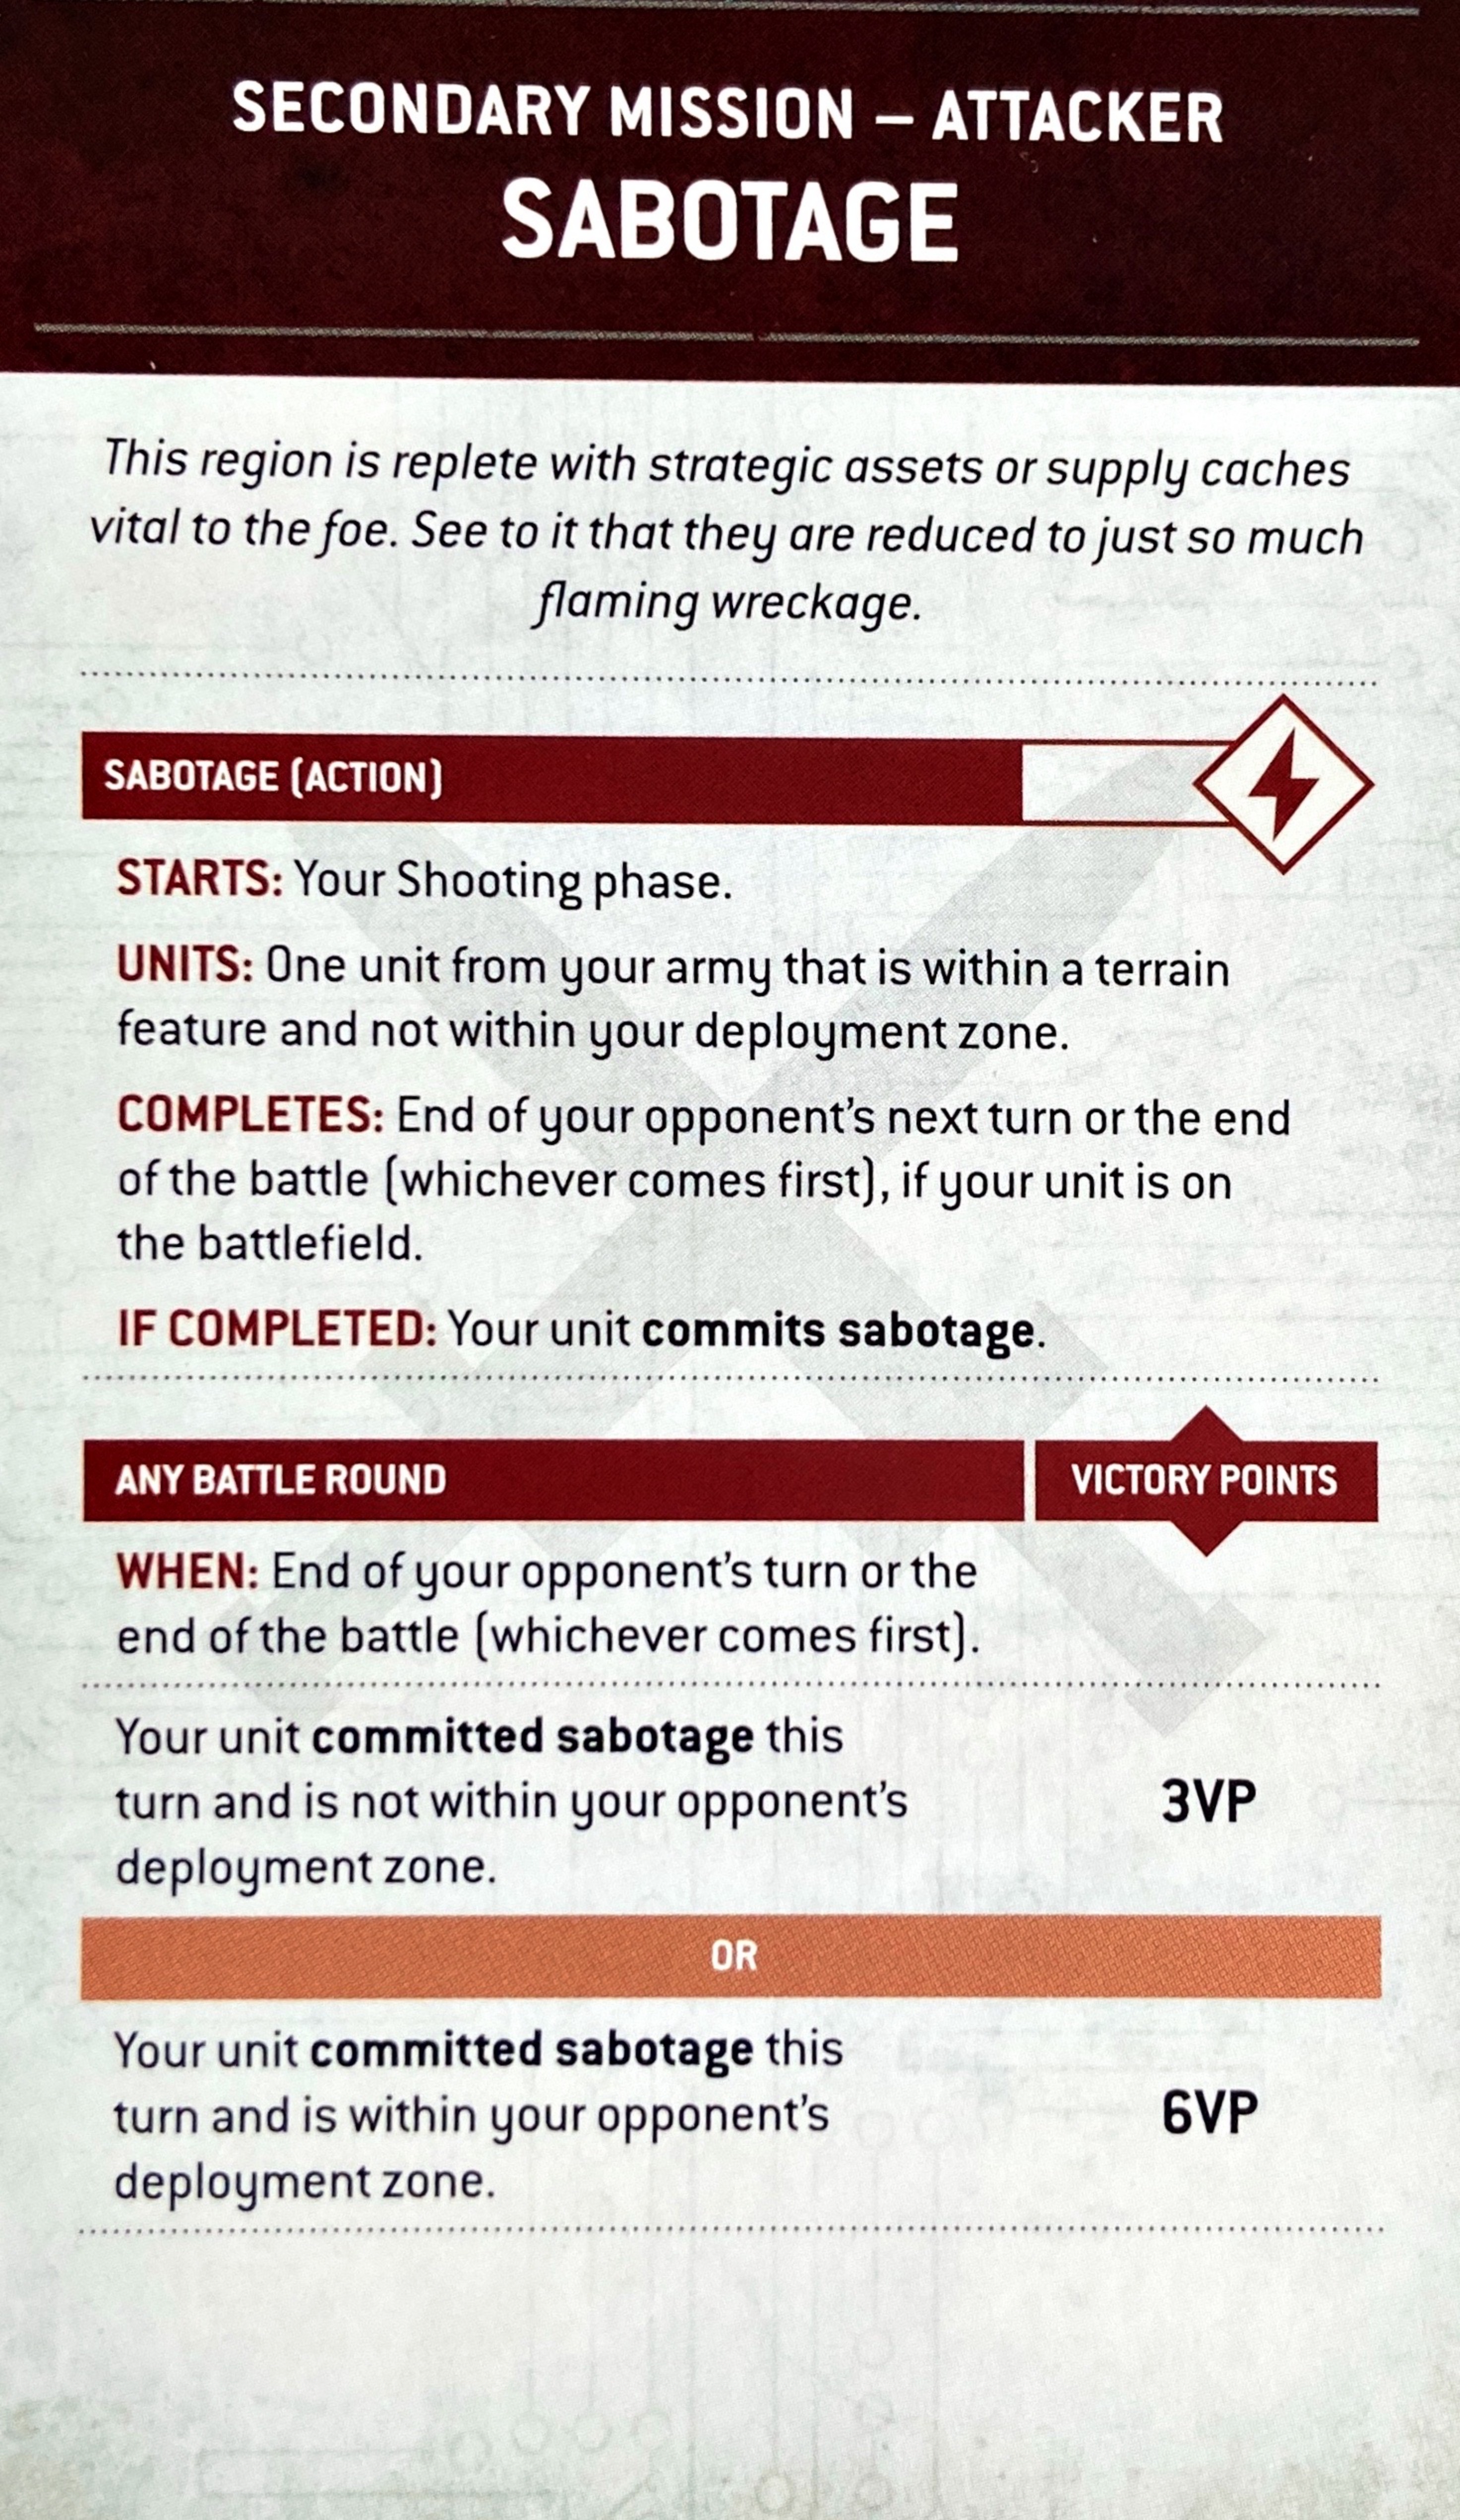 SECONDARY MISSION – ATTACKER
SABOTAGE
This region is replete with strategic assets or supply caches
vital to the foe. See to it that they are reduced to just so much
flaming wreckage.
SABOTAGE (ACTION)
STARTS: Your Shooting phase.
UNITS: One unit from your army that is within a terrain
feature and not within your deployment zone.
COMPLETES: End of your opponent’s next turn or the end
of the battle (whichever comes first), if your unit is on
the battlefield.
IF COMPLETED: Your unit commits sabotage.
ANY BATTLE ROUND
VICTORY POINTS
WHEN: End of your opponent’s turn or the
end of the battle (whichever comes first).
Your unit committed sabotage this
turn and is not within your opponent’s
deployment zone.
3VP
OR
Your unit committed sabotage this
turn and is within your opponent’s
deployment zone.
6VP